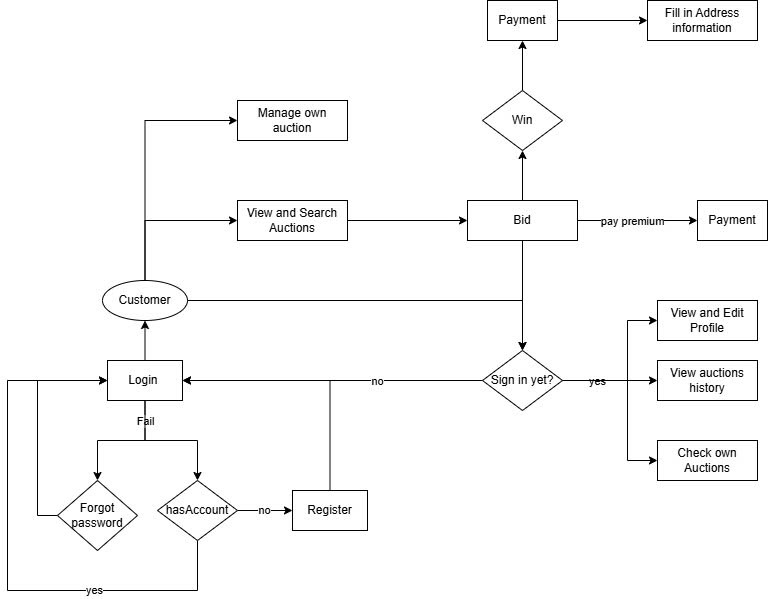 Payment
Fill in Address
information
Manage own
auction
Win
View and Search
Auctions
Bid
pay premium
Payment
Customer
View and Edit
Profile
Login
no
Sign in yet?
yes
View auctions
history
Fail
Check own
Auctions
Forgot
password
hasAccount
no
Register
yes